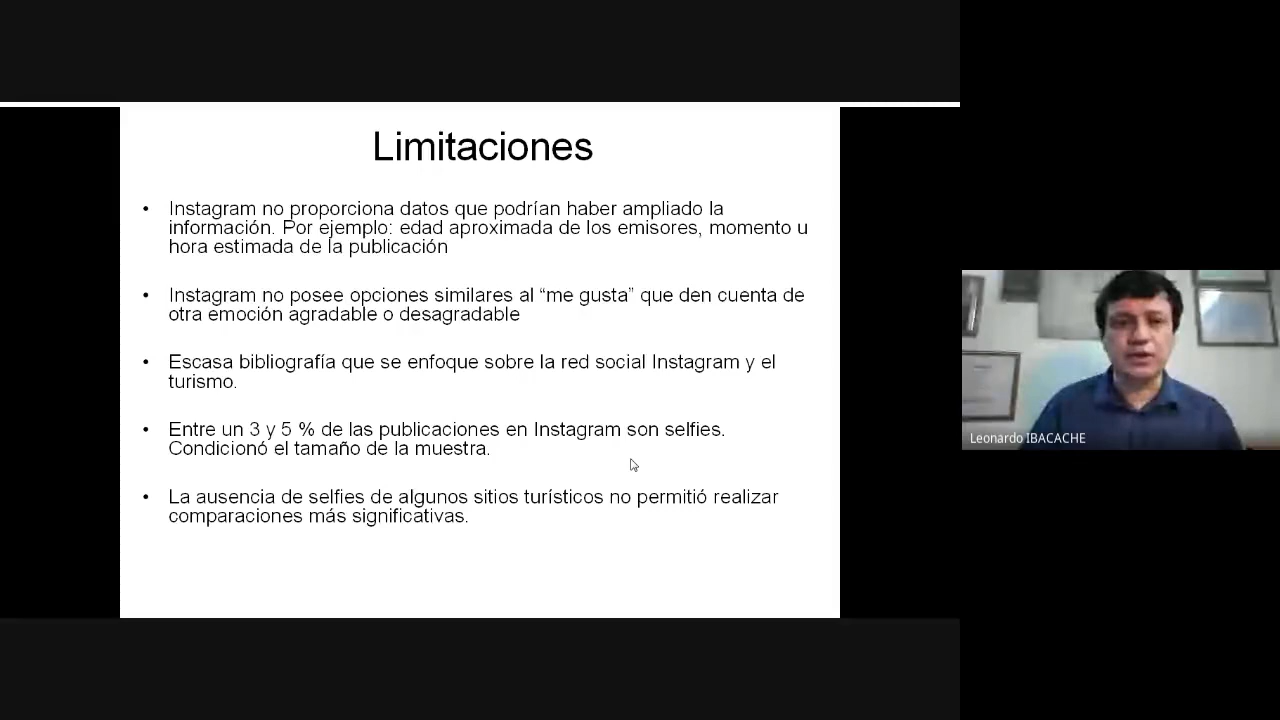 Limitaciones
• Instagram no proporciona datos que podrían haber ampliado la
información. Por ejemplo: edad aproximada de los emisores, momento u
hora estimada de la publicación
• Instagram no posee opciones similares al “me gusta” que den cuenta de
otra emoción agradable o desagradable
• Escasa bibliografía que se enfoque sobre la red social Instagram y el
turismo.
• Entre un 3 y 5 % de las publicaciones en Instagram son selfies.
Condicionó el tamaño de la muestra.
• La ausencia de selfies de algunos sitios turísticos no permitió realizar
comparaciones más significativas.
Leonardo IBACACHE